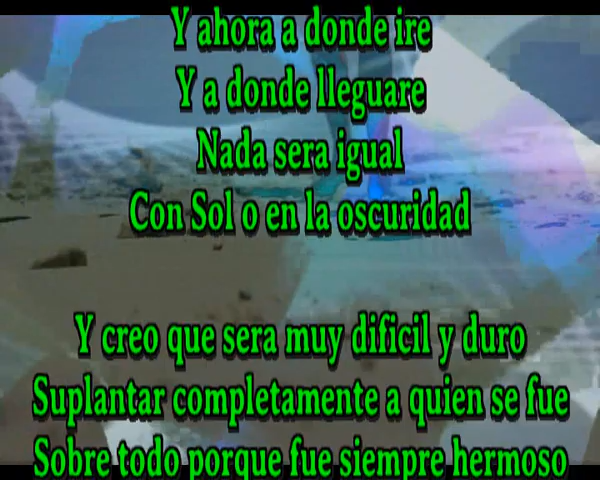 Y ahora a donde ire
Y a donde lleguare
Nada sera igual
Con Sol o en la oscuridad
Y creo que sera muy dificil y duro
Suplantar completamente a quien se fue
Sobre todo porque fue siempre hermoso